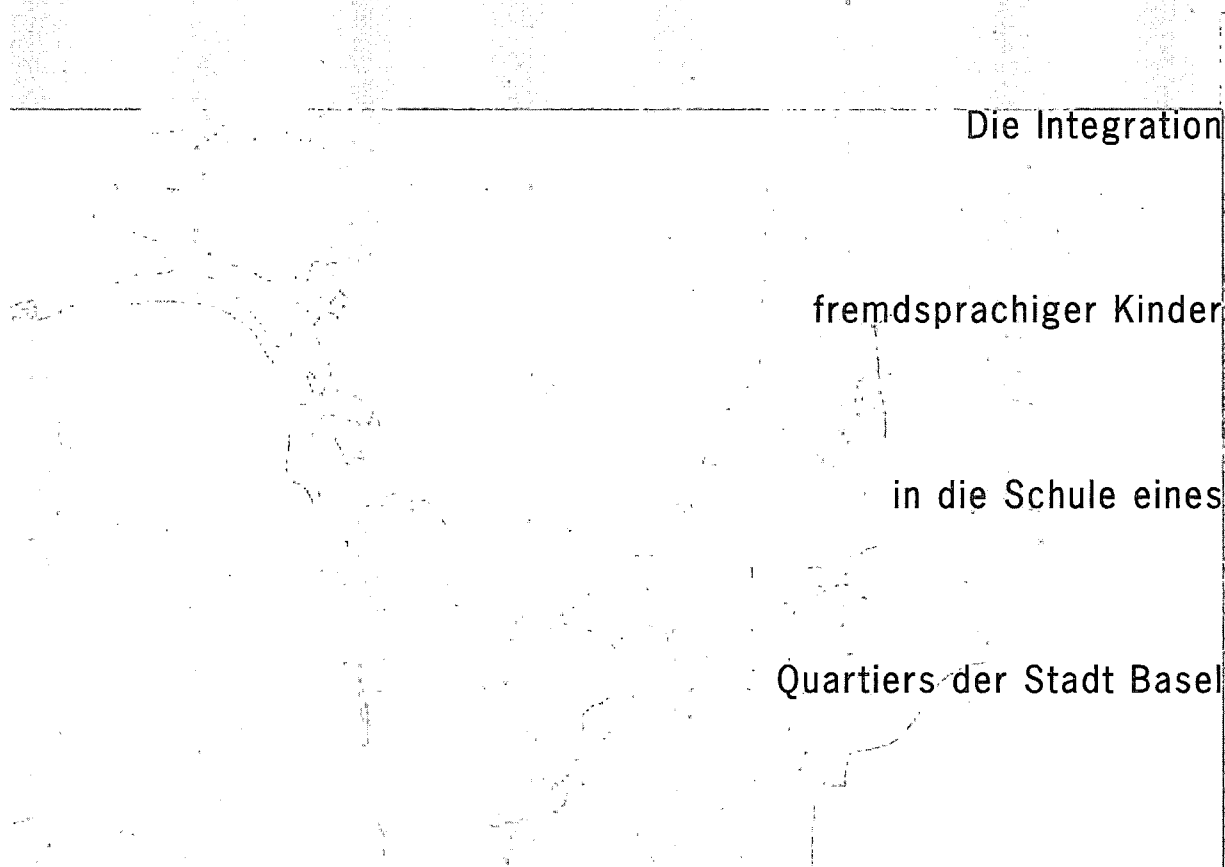 Die Integration
fremdsprachiger Kinder
in die Schule eines
Quartiers der Stadt Basel